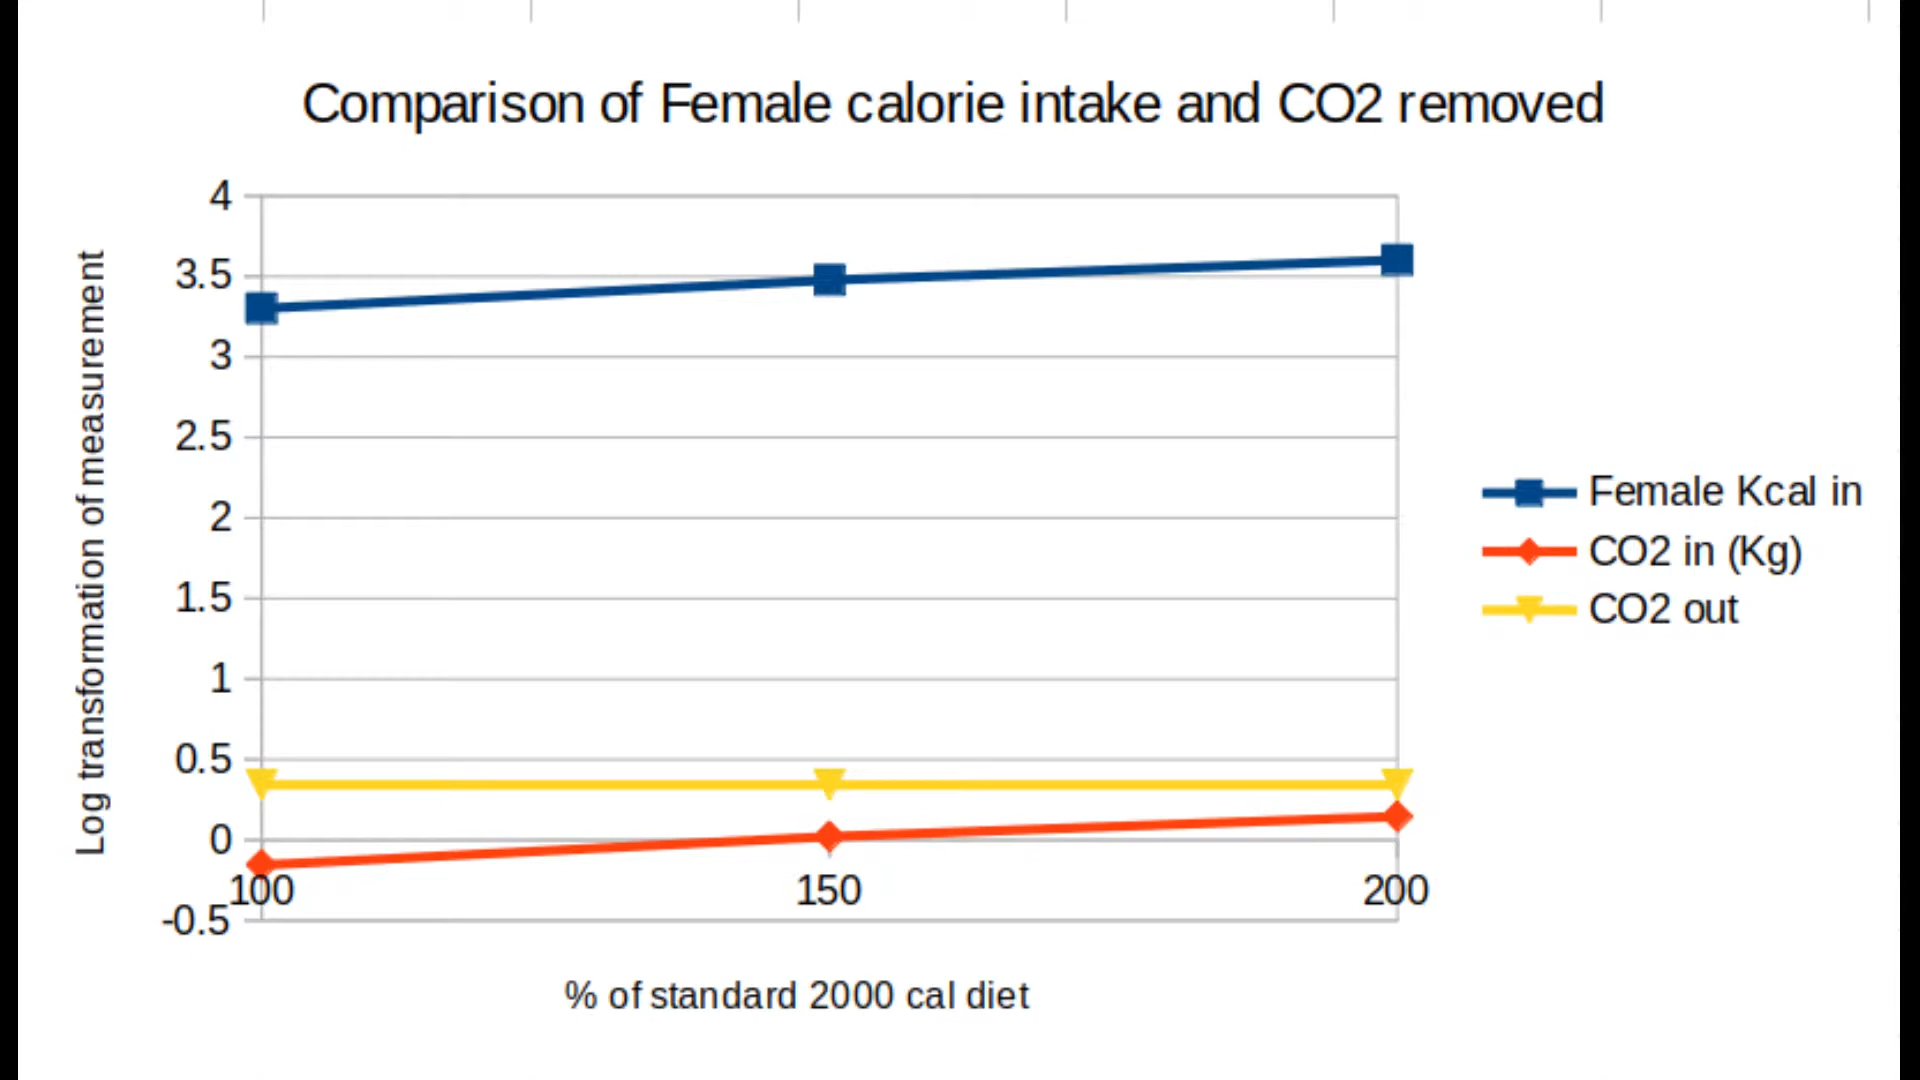 Comparison of Female calorie intake and CO2 removed
4
3.5
3
2.5
2
1.5
1
0.5
0
-0.5
Log transformation of measurement
100 150 200
% of standard 2000 cal diet
Female Kcal in
CO2 in (Kg)
CO2 out